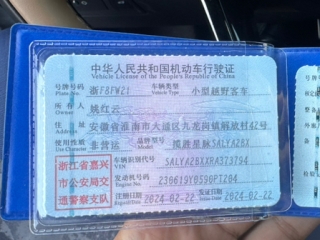 中华人民共和国机动车行驶证
Vehicle License of the People's Republic of China
号牌号码 浙F8FW21 车辆类型 小型越野客车
Plate No. Vehicle Type
所有人 姚红云
Owner
住址 安徽省淮南市大通区九龙岗镇解放村42号
Address
使用性质 非营运 品牌型号 揽胜星脉SALYA2BX
Use Character Model
浙江省嘉兴
市公安局交
通警察支队
车辆识别代号 SALYA2BXXRA373794
VIN
发动机号码
Engine No.
注册日期 2024-02-22 发证日期 2024-02-22
Register Date Issue Date